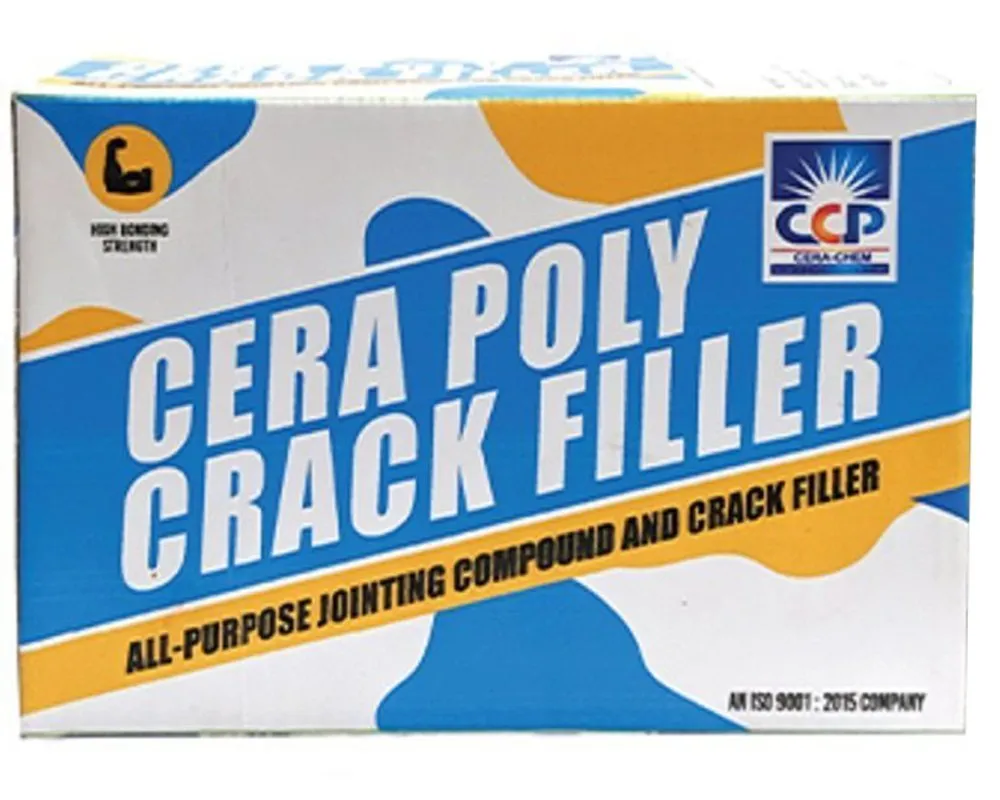 HIGH BONDING
STRENGTH
CCP
CERA-CHEM
CERA POLY
CRACK FILLER
ALL-PURPOSE JOINTING COMPOUND AND CRACK FILLER
AN ISO 9001 : 2015 COMPANY